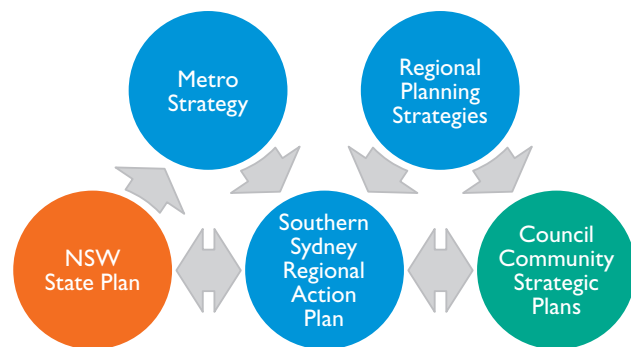 Metro
Strategy
Regional
Planning
Strategies
NSW
State Plan
Southern
Sydney
Regional
Action
Plan
Council
Community
Strategic
Plans